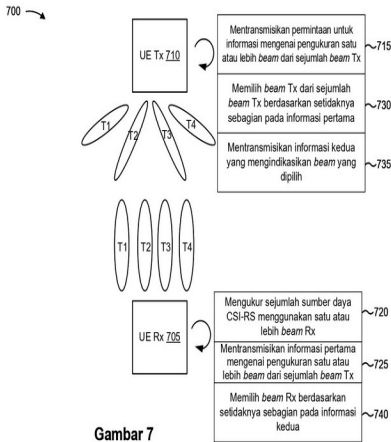 700
UE Tx 710
Mentransmisikan permintaan untuk
informasi mengenai pengukuran satu
atau lebih beam dari sejumlah beam Tx
715
Memilih beam Tx dari sejumlah
beam Tx berdasarkan setidaknya
sebagian pada informasi pertama
730
Mentransmisikan informasi kedua
yang mengindikasikan beam yang
dipilih
735
T1
T2
T3
T4
T1
T2
T3
T4
UE Rx 705
Mengukur sejumlah sumber daya
CSI-RS menggunakan satu atau
lebih beam Rx
720
Mentransmisikan informasi pertama
mengenai pengukuran satu atau
lebih beam dari sejumlah beam Tx
725
Memilih beam Rx berdasarkan
setidaknya sebagian pada informasi
kedua
740
Gambar 7